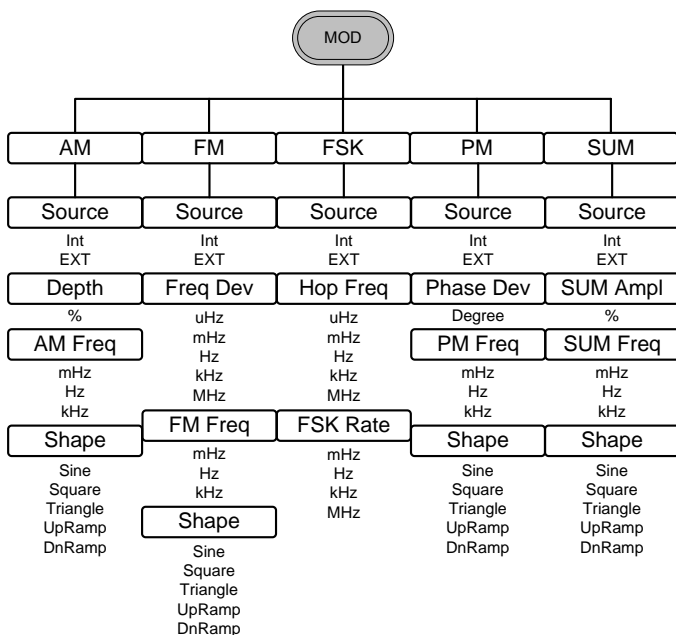 MOD
AM
FM
FSK
PM
SUM
Source
Int
EXT
Depth
%
AM Freq
mHz
Hz
kHz
Shape
Sine
Square
Triangle
UpRamp
DnRamp
Source
Int
EXT
Freq Dev
uHz
mHz
Hz
kHz
MHz
FM Freq
mHz
Hz
kHz
Shape
Sine
Square
Triangle
UpRamp
DnRamp
Source
Int
EXT
Hop Freq
uHz
mHz
Hz
kHz
MHz
FSK Rate
mHz
Hz
kHz
MHz
Source
Int
EXT
Phase Dev
Degree
PM Freq
mHz
Hz
kHz
Shape
Sine
Square
Triangle
UpRamp
DnRamp
Source
Int
EXT
SUM Ampl
%
SUM Freq
mHz
Hz
kHz
Shape
Sine
Square
Triangle
UpRamp
DnRamp